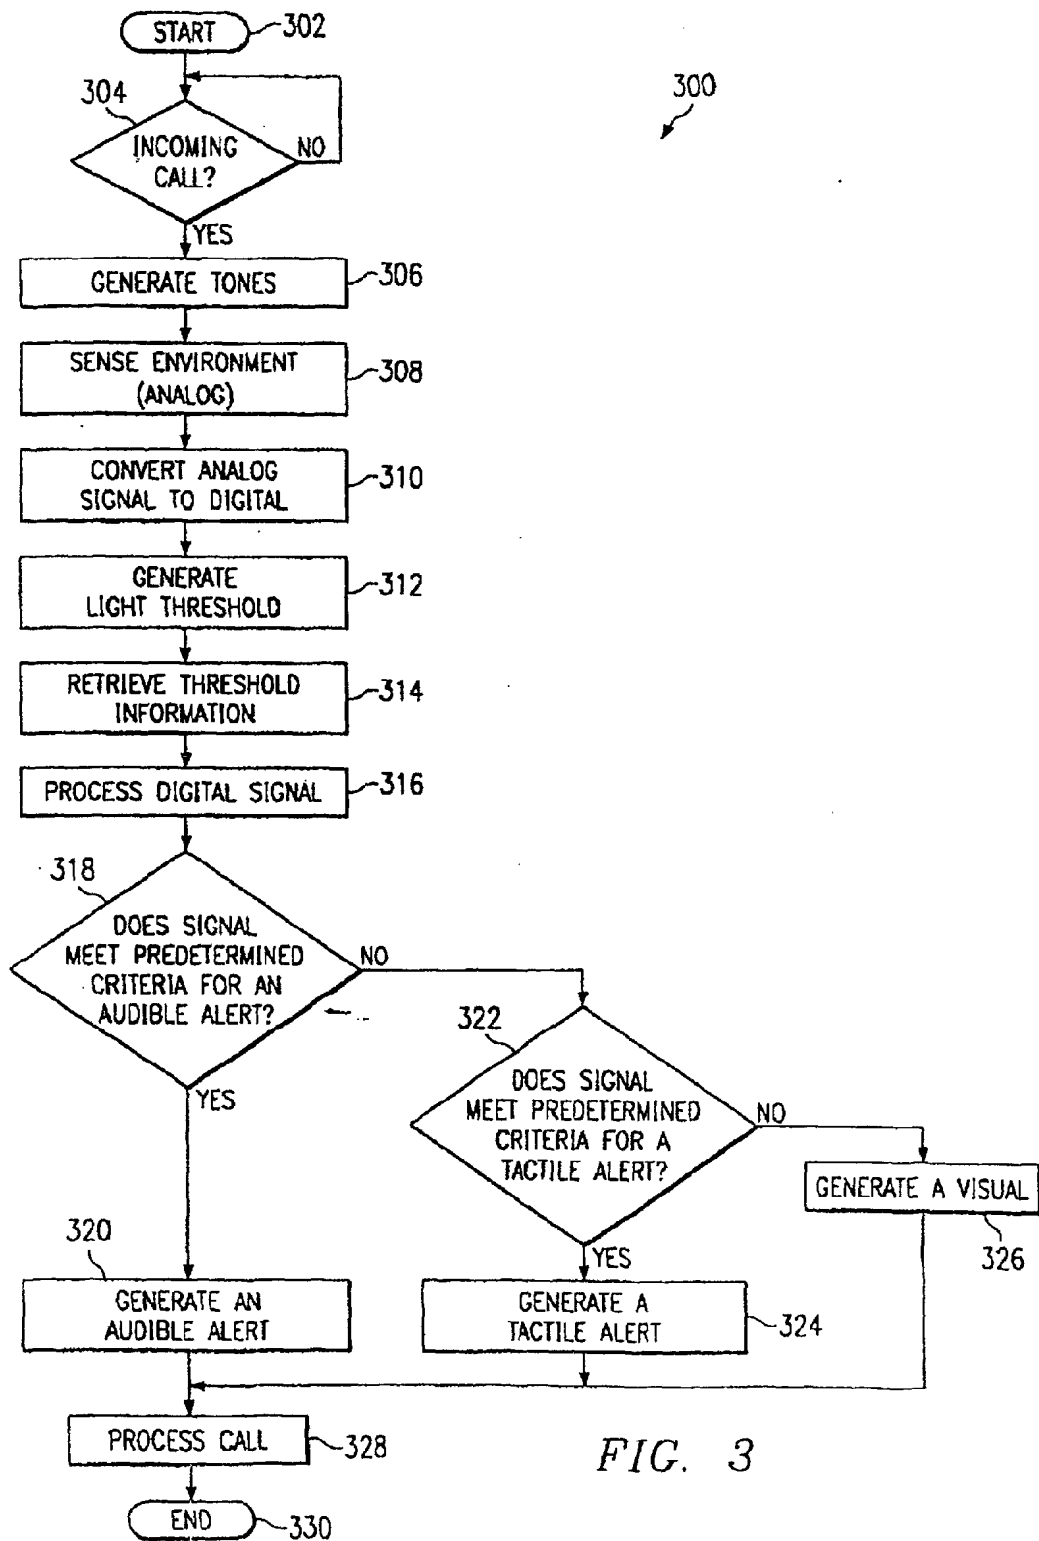 START
302
300
304
INCOMING
CALL?
NO
YES
GENERATE TONES
306
SENSE ENVIRONMENT
(ANALOG)
308
CONVERT ANALOG
SIGNAL TO DIGITAL
310
GENERATE
LIGHT THRESHOLD
312
RETRIEVE THRESHOLD
INFORMATION
314
PROCESS DIGITAL SIGNAL
316
318
DOES SIGNAL
MEET PREDETERMINED
CRITERIA FOR AN
AUDIBLE ALERT?
NO
YES
322
DOES SIGNAL
MEET PREDETERMINED
CRITERIA FOR A
TACTILE ALERT?
NO
YES
GENERATE A VISUAL
326
320
GENERATE AN
AUDIBLE ALERT
GENERATE A
TACTILE ALERT
324
PROCESS CALL
328
FIG. 3
END
330